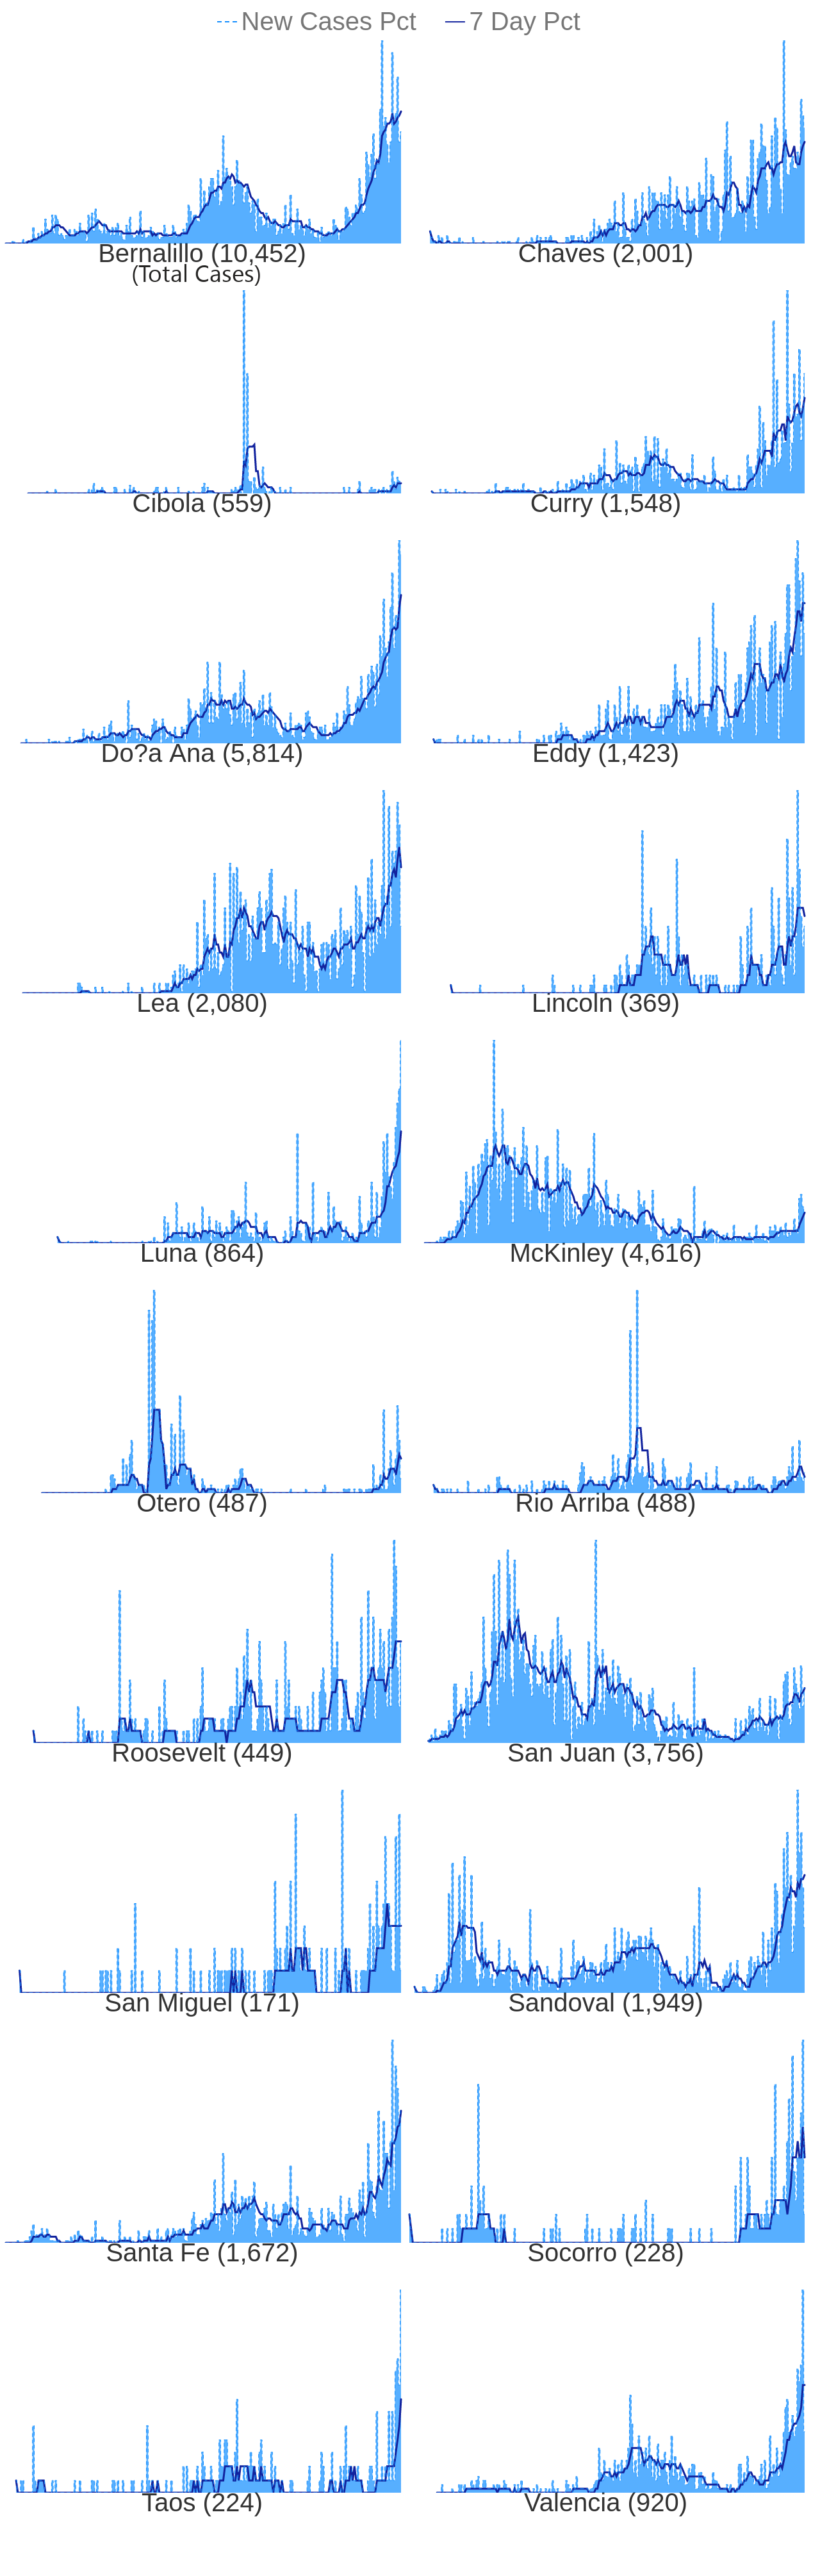 New Cases Pct 7 Day Pct
Bernalillo (10,452) Chaves (2,001)
(Total Cases)
Cibola (559) Curry (1,548)
Do?a Ana (5,814) Eddy (1,423)
Lea (2,080) Lincoln (369)
Luna (864) McKinley (4,616)
Otero (487) Rio Arriba (488)
Roosevelt (449) San Juan (3,756)
San Miguel (171) Sandoval (1,949)
Santa Fe (1,672) Socorro (228)
Taos (224) Valencia (920)